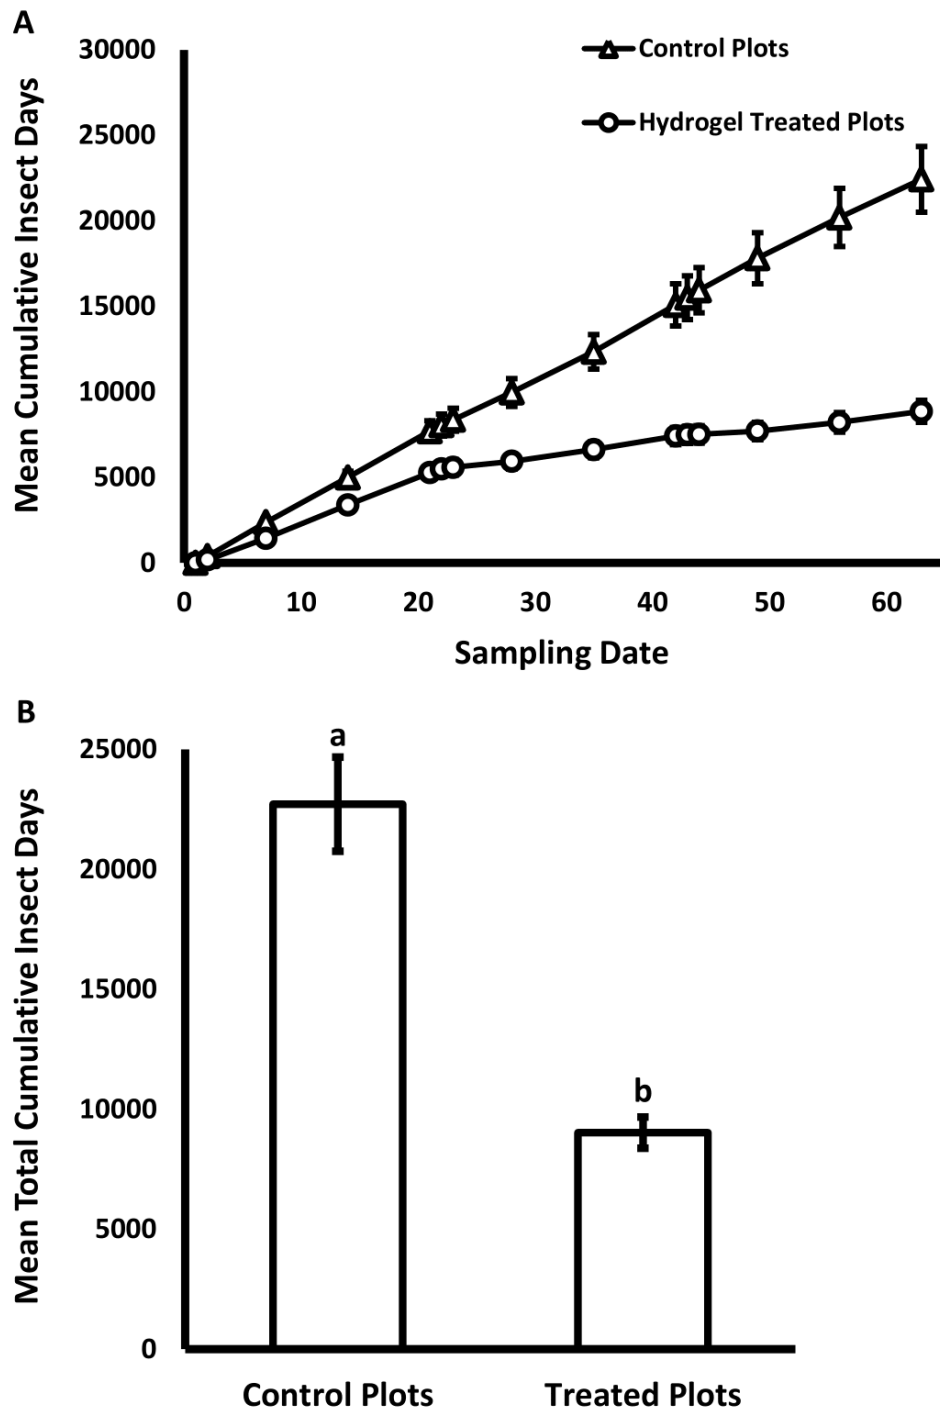 A
Mean Cumulative Insect Days
30000
25000
20000
15000
10000
5000
0
Control Plots
Hydrogel Treated Plots
0 10 20 30 40 50 60
Sampling Date
B
Mean Total Cumulative Insect Days
25000
20000
15000
10000
5000
0
a
b
Control Plots Treated Plots